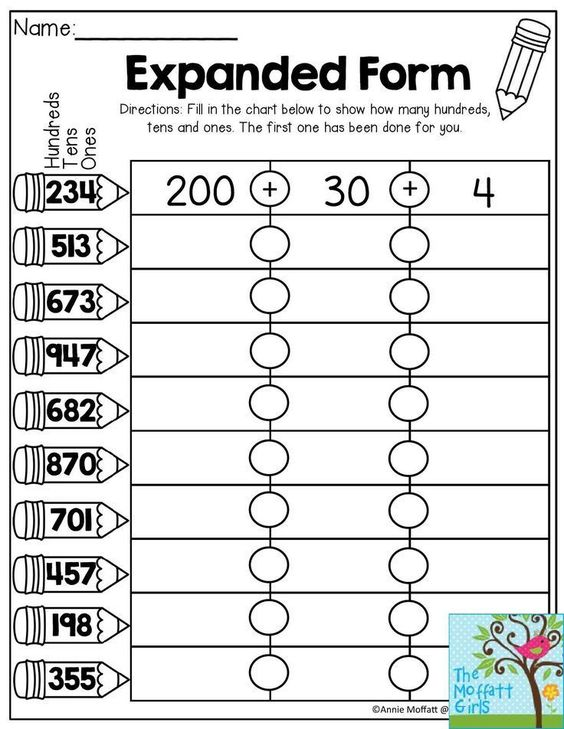 Name:
Expanded Form
Directions: Fill in the chart below to show how many hundreds,
tens and ones. The first one has been done for you.
Hundreds
Tens
Ones
234 200 + 30 + 4
513
673
947
682
870
701
457
198
355
©Annie Moffatt @
The
Moffatt
Girls